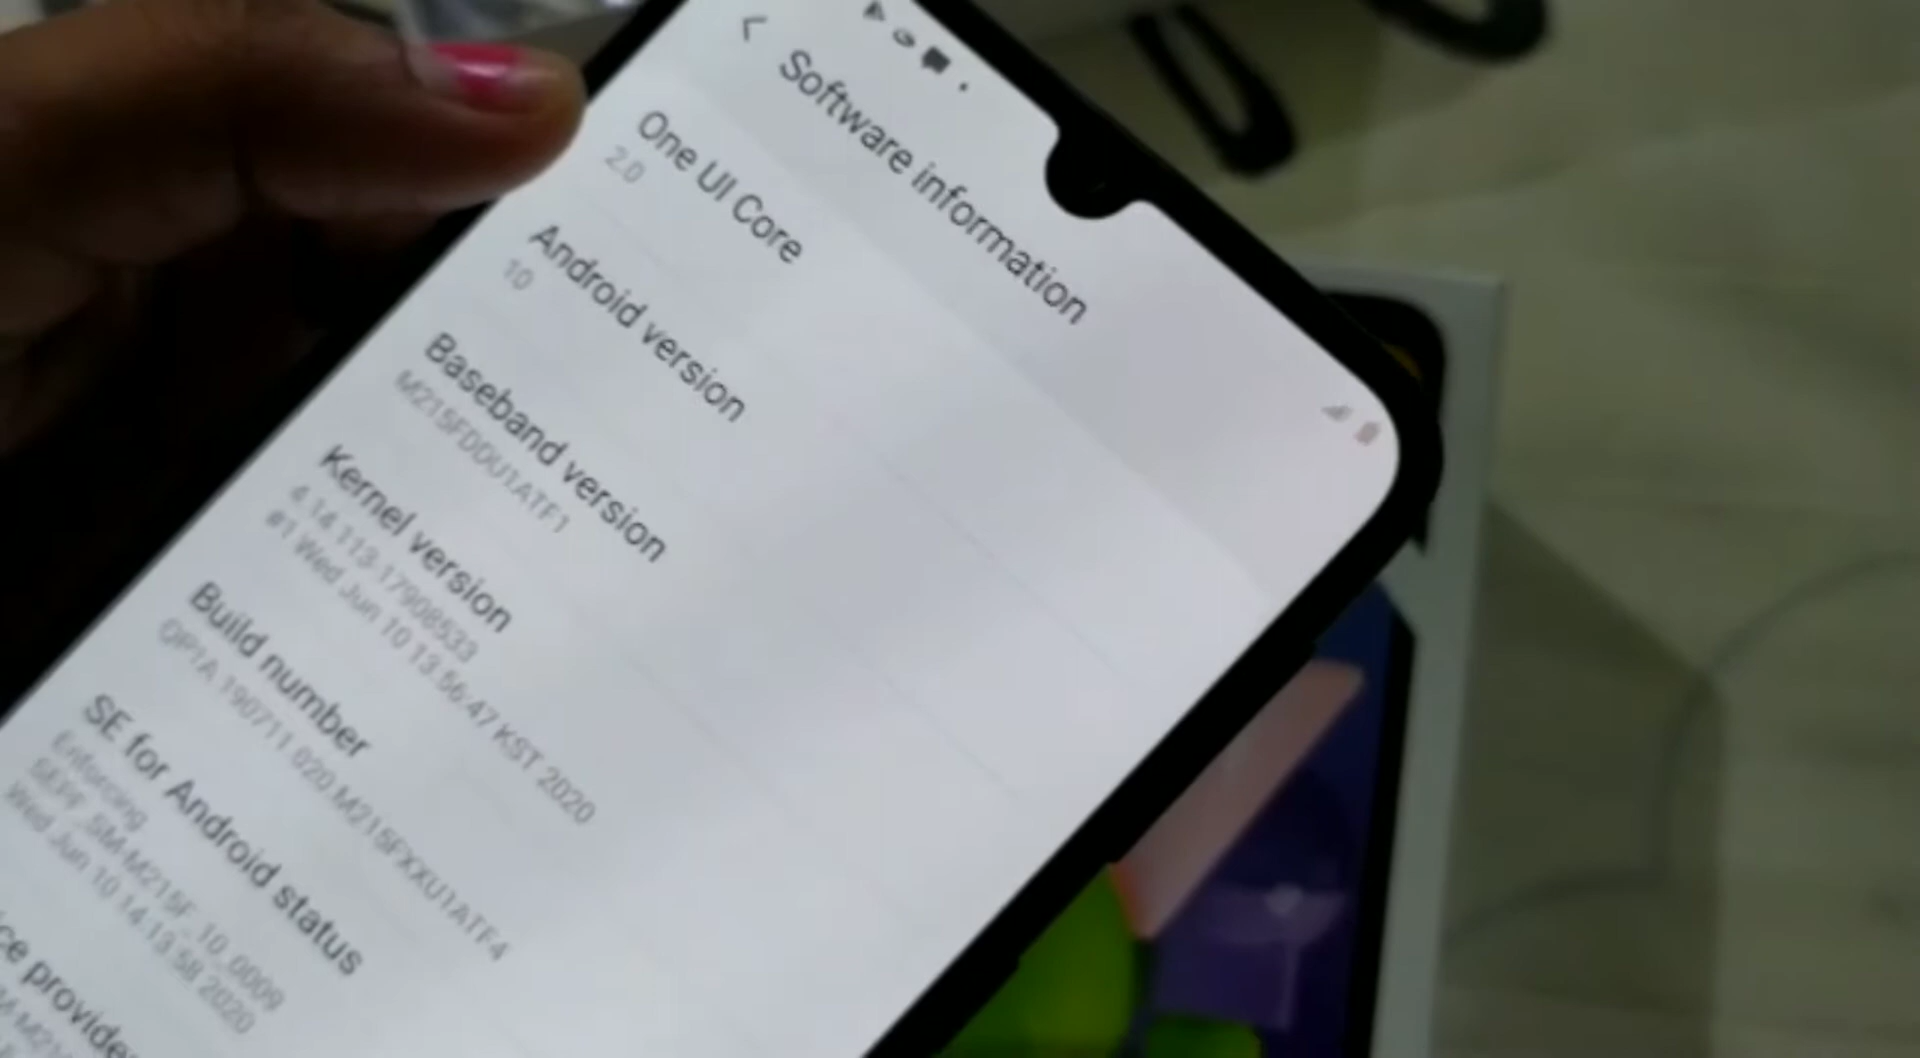 Software information
One UI Core
2.0
Android version
10
Baseband version
M215FDDU1ATF1
Kernel version
4.14.113-17908533
#1 Wed Jun 10 13:56:47 KST 2020
Build number
QP1A.190711.020.M215FXXU1ATF4
SE for Android status
Enforcing
SEPF_SM-M215F_10_0009
Wed Jun 10 14:13:58 2020